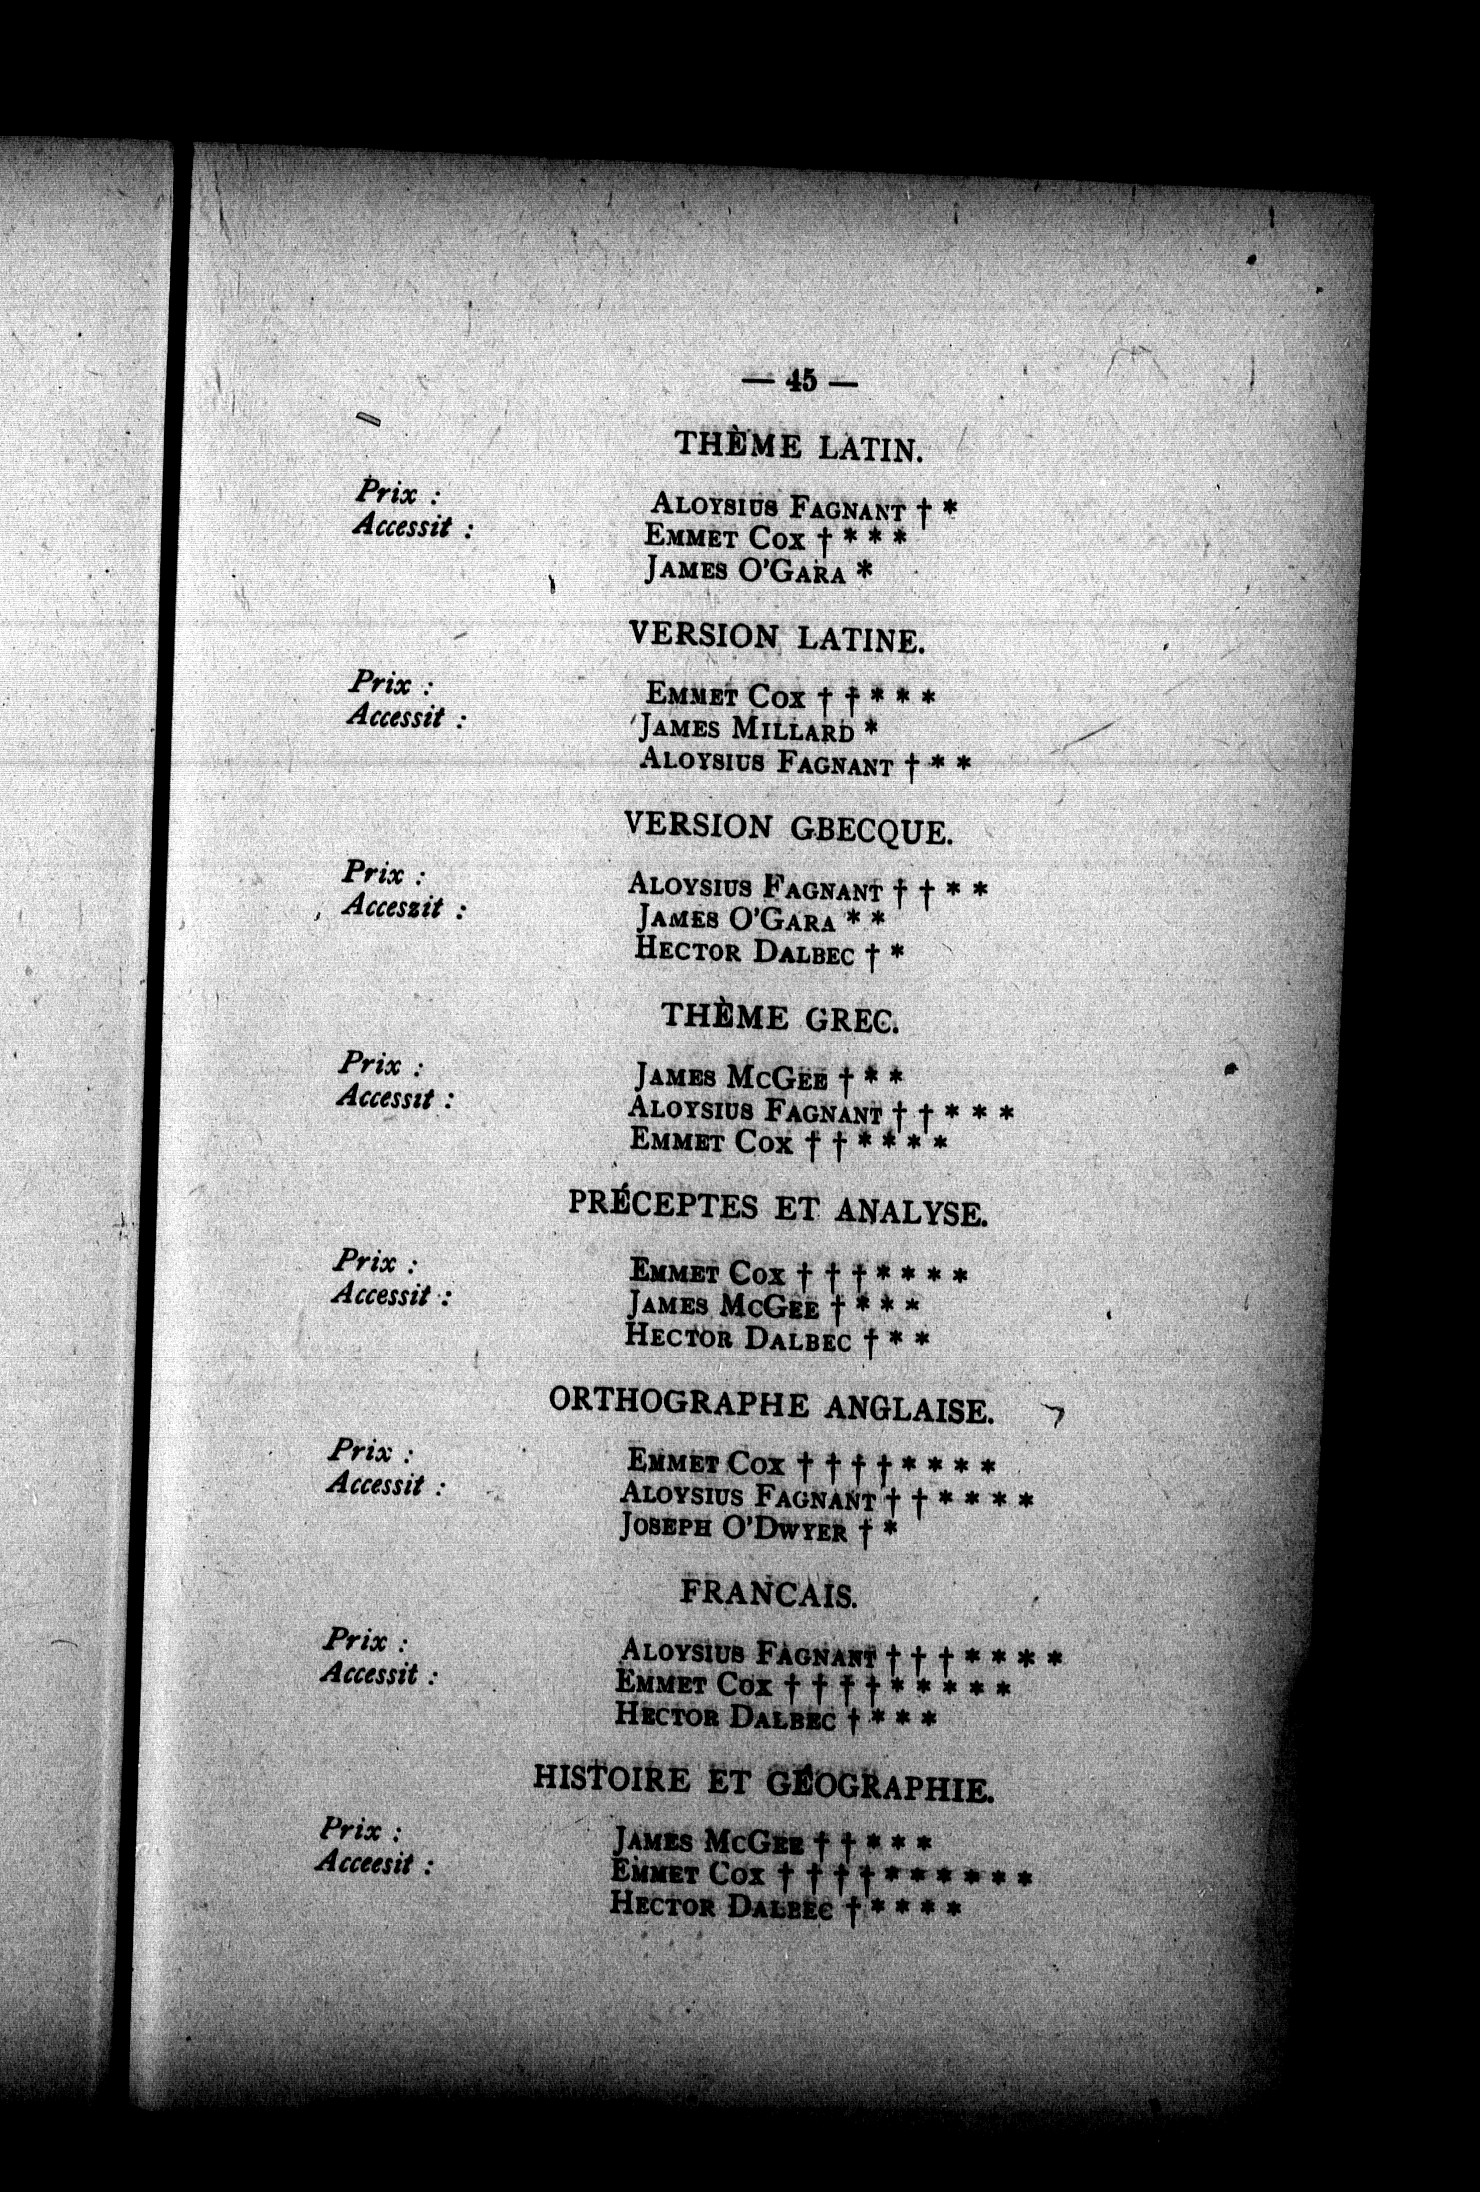 — 45 —
THÈME LATIN.
Prix : ALOYSIUS FAGNANT † *
Accessit : EMMET COX † * * *
JAMES O'GARA *
VERSION LATINE.
Prix : EMMET COX † † * * *
Accessit : JAMES MILLARD *
ALOYSIUS FAGNANT † * *
VERSION GBECQUE.
Prix : ALOYSIUS FAGNANT † † * *
Acceszit : JAMES O'GARA * *
HECTOR DALBEC † *
THÈME GREC.
Prix : JAMES MCGEE † * *
Accessit : ALOYSIUS FAGNANT † † * * *
EMMET COX † † * * * *
PRÉCEPTES ET ANALYSE.
Prix : EMMET COX † † † * * * *
Accessit : JAMES MCGEE † * * *
HECTOR DALBEC † * *
ORTHOGRAPHE ANGLAISE.
Prix : EMMET COX † † † † * * * *
Accessit : ALOYSIUS FAGNANT † † * * * *
JOSEPH O'DWYER † *
FRANCAIS.
Prix : ALOYSIUS FAGNANT † † † * * * *
Accessit : EMMET COX † † † † * * * * *
HECTOR DALBEC † * * *
HISTOIRE ET GÉOGRAPHIE.
Prix : JAMES MCGEE † † * * *
Acceesit : EMMET COX † † † † * * * * * *
HECTOR DALBEC † * * * *